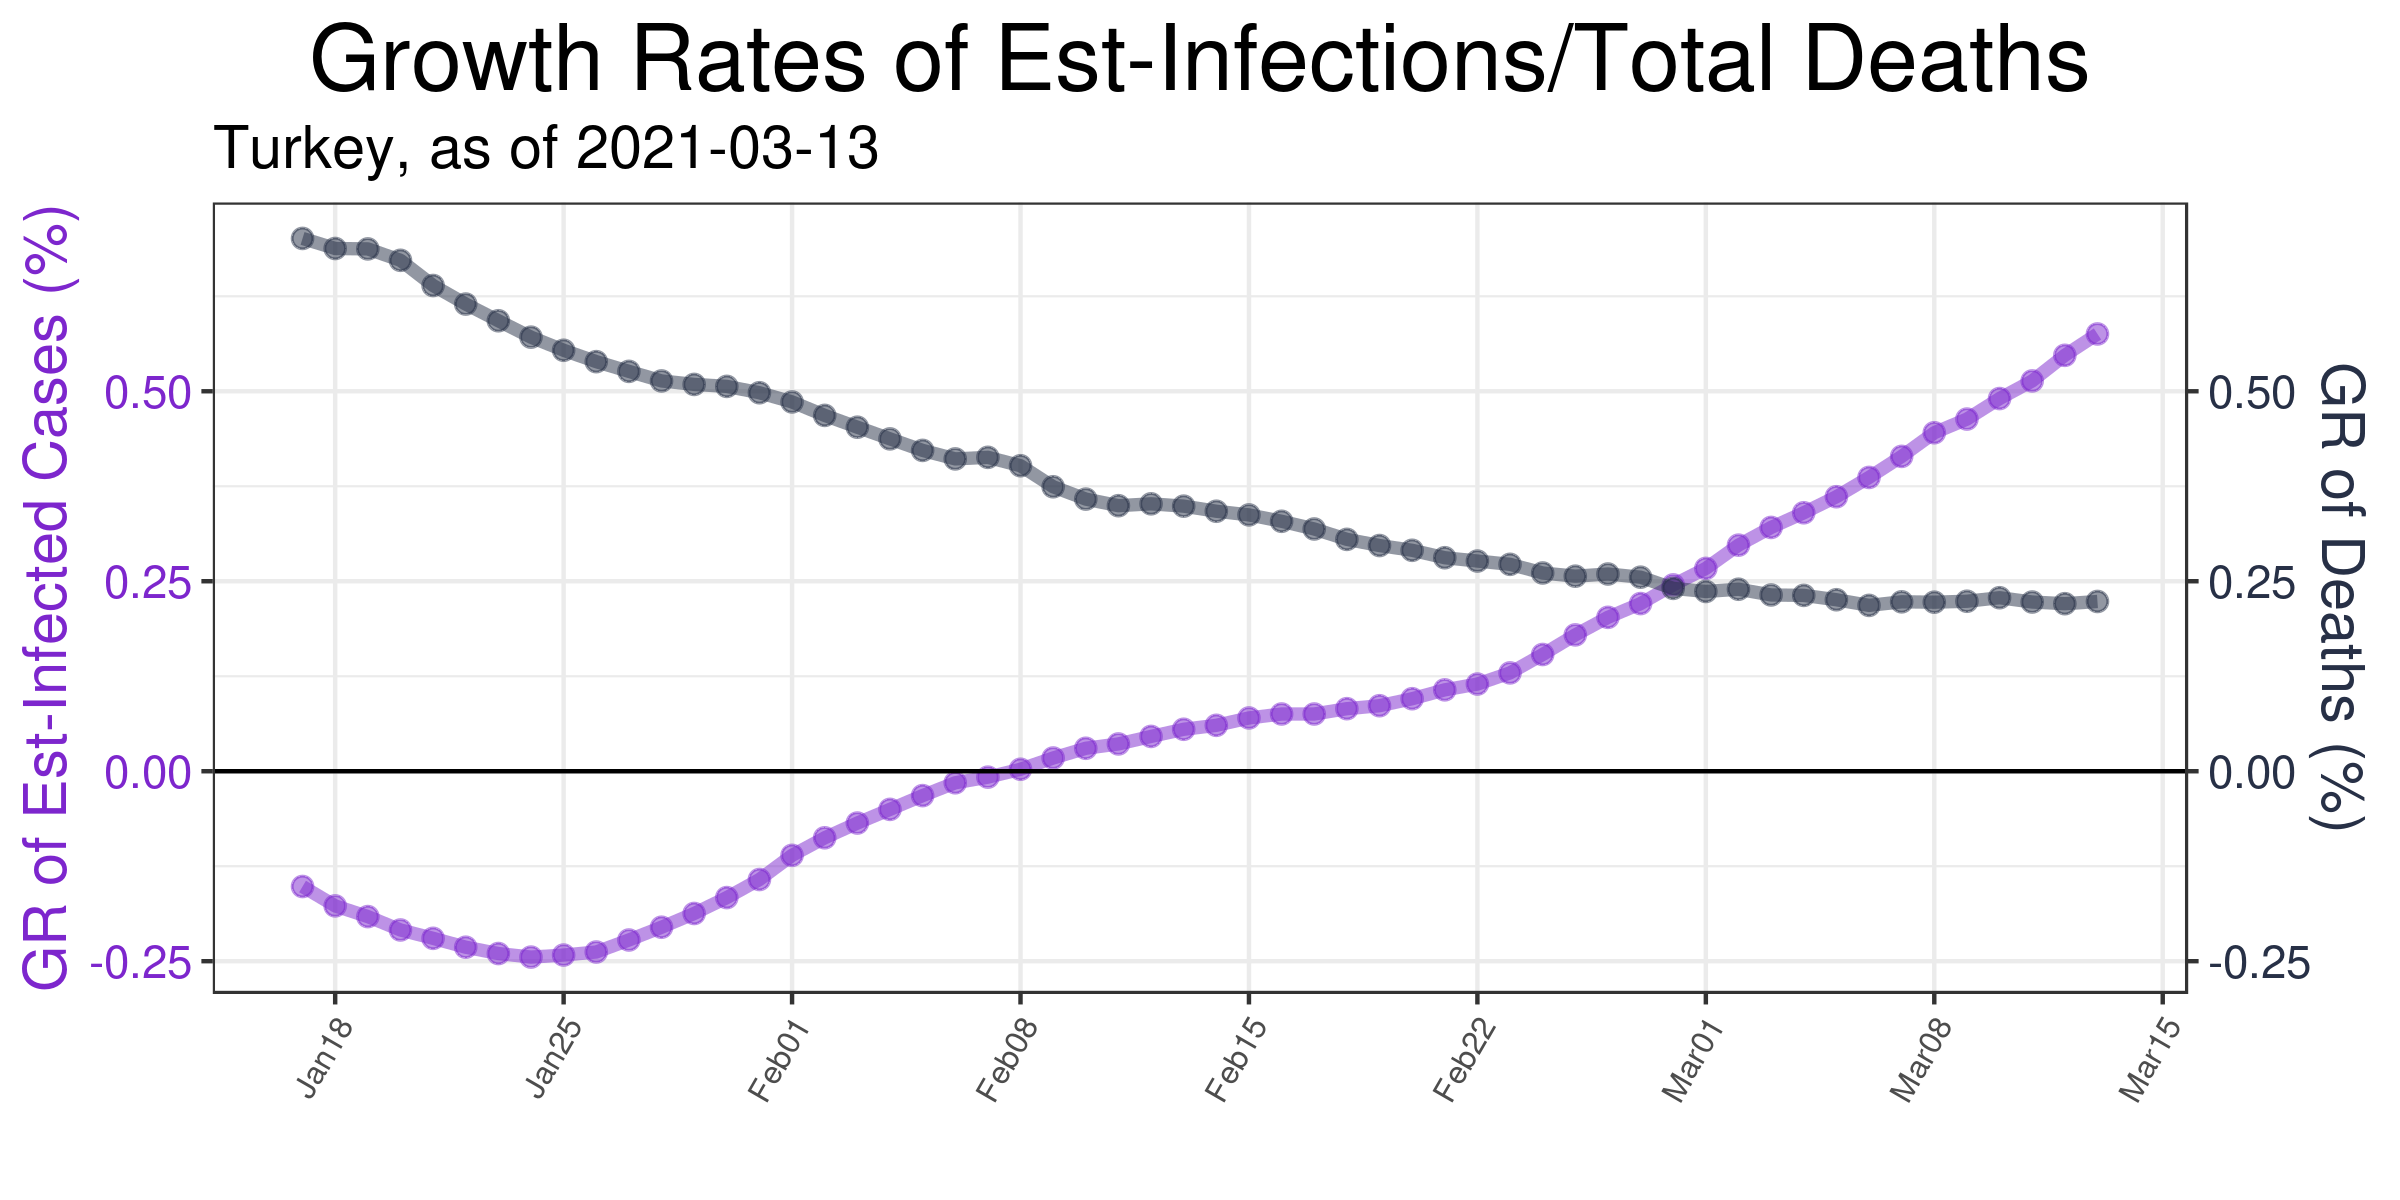 Growth Rates of Est-Infections/Total Deaths
Turkey, as of 2021-03-13
GR of Est-Infected Cases (%)
0.50
0.25
0.00
-0.25
0.50
0.25
0.00
-0.25
GR of Deaths (%)
Jan18
Jan25
Feb01
Feb08
Feb15
Feb22
Mar01
Mar08
Mar15